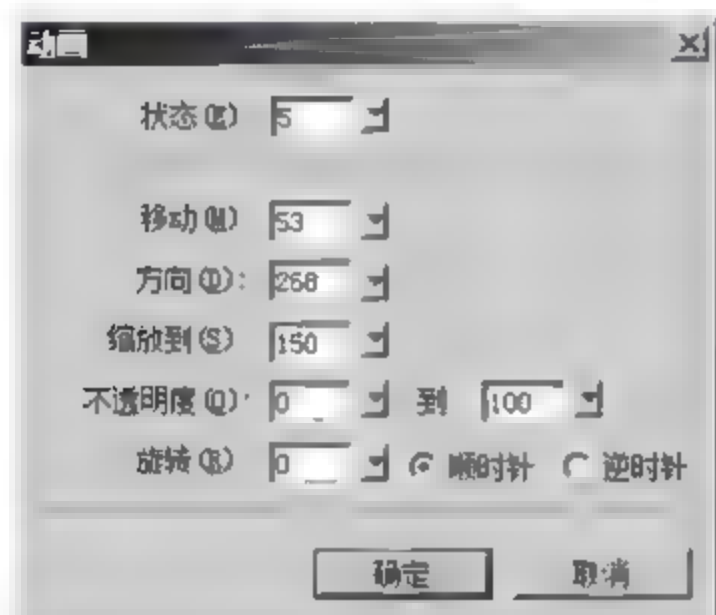 动画
状态(E) 5
移动(M) 53
方向(D): 268
缩放到(S) 150
不透明度(O): 0 到 100
旋转(R) 0 顺时针 逆时针
确定 取消